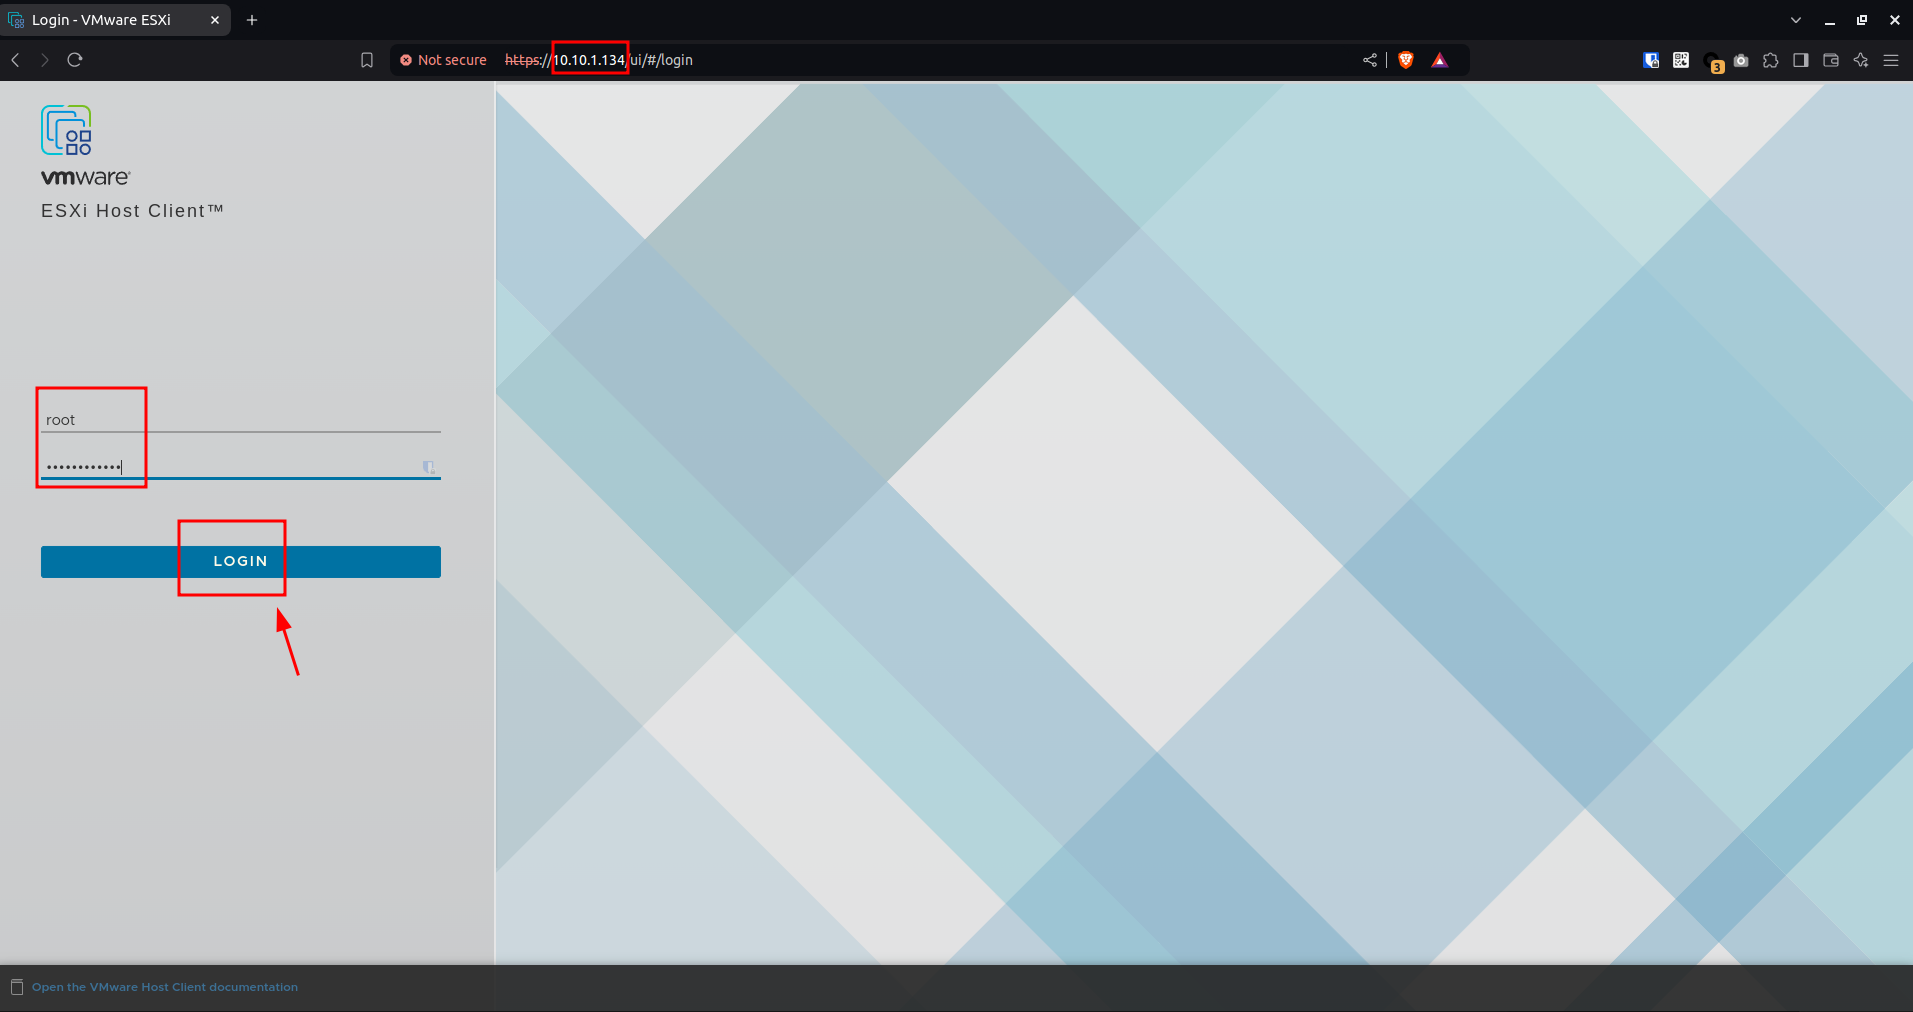 Login - VMware ESXi
Not secure https://10.10.1.134/ui/#/login
3
vmware®
ESXi Host Client™
root
••••••••••••
LOGIN
Open the VMware Host Client documentation